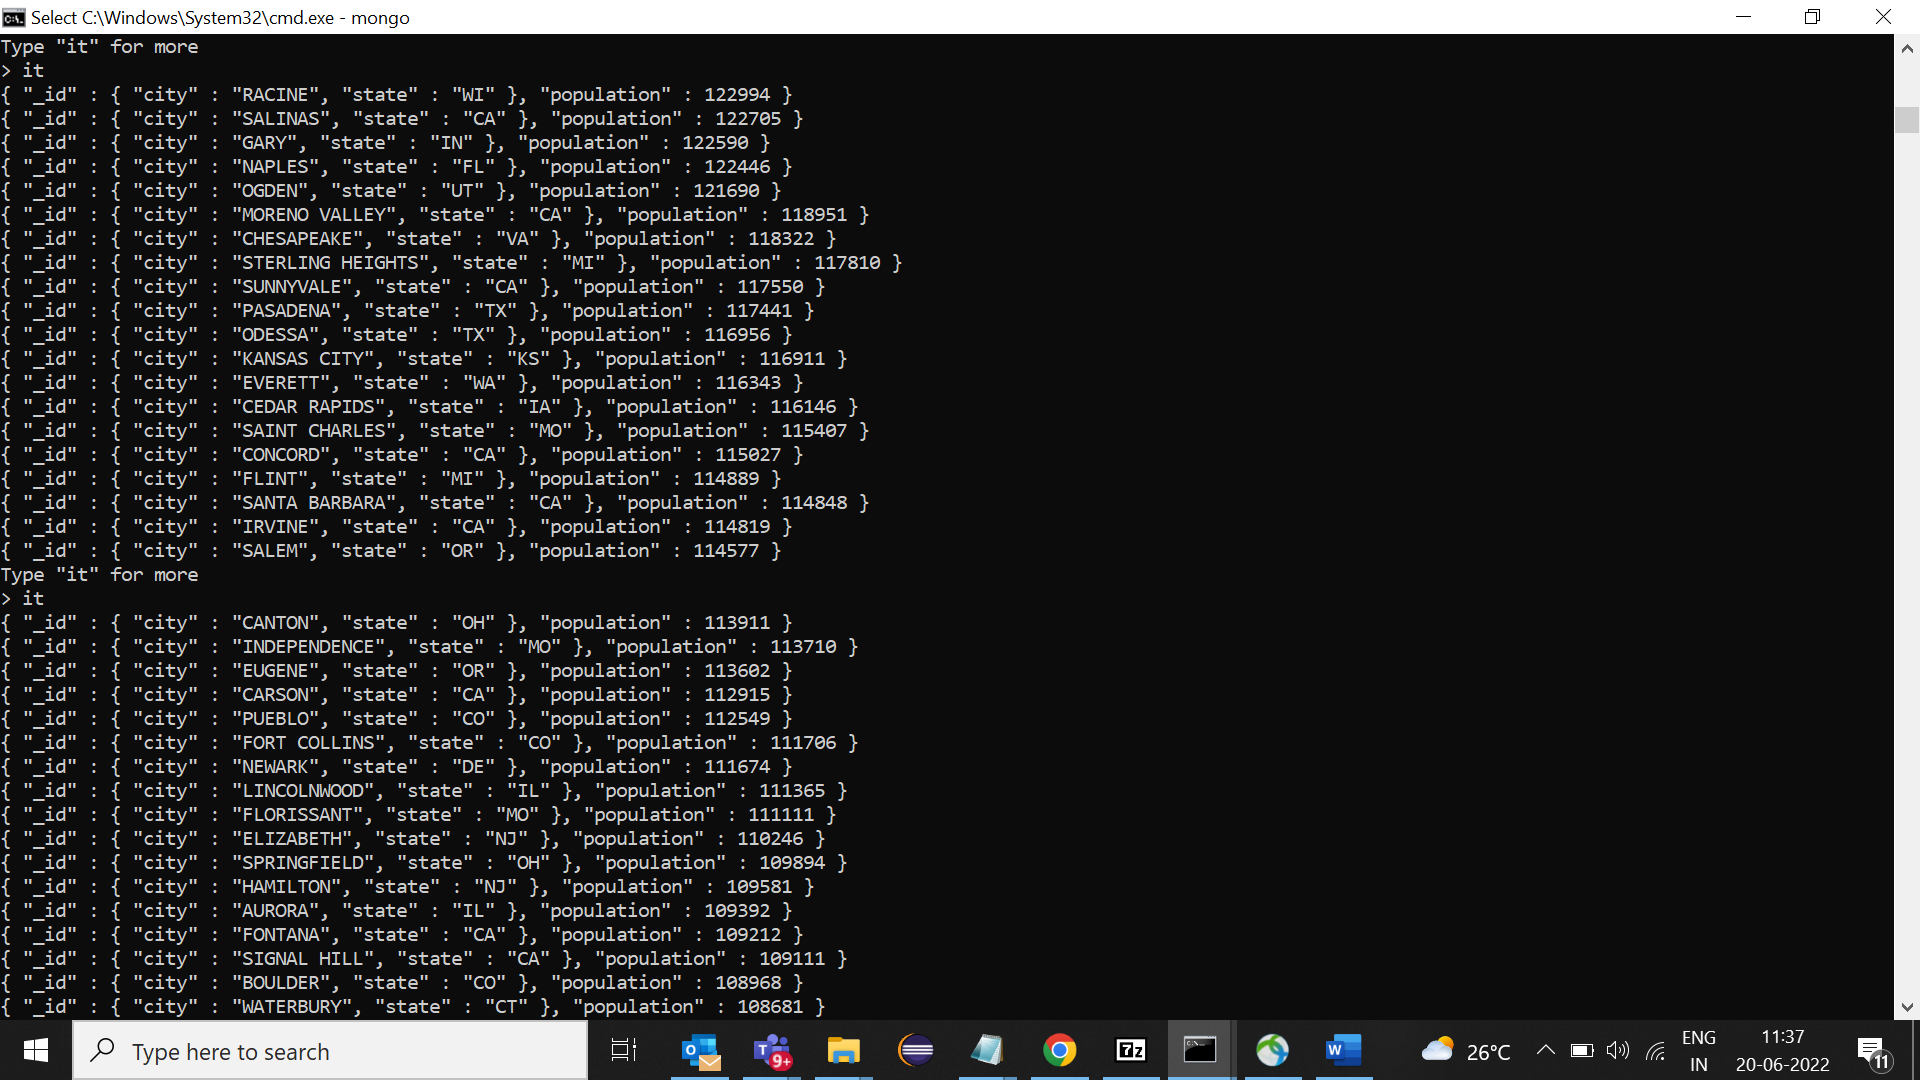 Select C:\Windows\System32\cmd.exe - mongo
Type "it" for more
> it
{ "_id" : { "city" : "RACINE", "state" : "WI" }, "population" : 122994 }
{ "_id" : { "city" : "SALINAS", "state" : "CA" }, "population" : 122705 }
{ "_id" : { "city" : "GARY", "state" : "IN" }, "population" : 122590 }
{ "_id" : { "city" : "NAPLES", "state" : "FL" }, "population" : 122446 }
{ "_id" : { "city" : "OGDEN", "state" : "UT" }, "population" : 121690 }
{ "_id" : { "city" : "MORENO VALLEY", "state" : "CA" }, "population" : 118951 }
{ "_id" : { "city" : "CHESAPEAKE", "state" : "VA" }, "population" : 118322 }
{ "_id" : { "city" : "STERLING HEIGHTS", "state" : "MI" }, "population" : 117810 }
{ "_id" : { "city" : "SUNNYVALE", "state" : "CA" }, "population" : 117550 }
{ "_id" : { "city" : "PASADENA", "state" : "TX" }, "population" : 117441 }
{ "_id" : { "city" : "ODESSA", "state" : "TX" }, "population" : 116956 }
{ "_id" : { "city" : "KANSAS CITY", "state" : "KS" }, "population" : 116911 }
{ "_id" : { "city" : "EVERETT", "state" : "WA" }, "population" : 116343 }
{ "_id" : { "city" : "CEDAR RAPIDS", "state" : "IA" }, "population" : 116146 }
{ "_id" : { "city" : "SAINT CHARLES", "state" : "MO" }, "population" : 115407 }
{ "_id" : { "city" : "CONCORD", "state" : "CA" }, "population" : 115027 }
{ "_id" : { "city" : "FLINT", "state" : "MI" }, "population" : 114889 }
{ "_id" : { "city" : "SANTA BARBARA", "state" : "CA" }, "population" : 114848 }
{ "_id" : { "city" : "IRVINE", "state" : "CA" }, "population" : 114819 }
{ "_id" : { "city" : "SALEM", "state" : "OR" }, "population" : 114577 }
Type "it" for more
> it
{ "_id" : { "city" : "CANTON", "state" : "OH" }, "population" : 113911 }
{ "_id" : { "city" : "INDEPENDENCE", "state" : "MO" }, "population" : 113710 }
{ "_id" : { "city" : "EUGENE", "state" : "OR" }, "population" : 113602 }
{ "_id" : { "city" : "CARSON", "state" : "CA" }, "population" : 112915 }
{ "_id" : { "city" : "PUEBLO", "state" : "CO" }, "population" : 112549 }
{ "_id" : { "city" : "FORT COLLINS", "state" : "CO" }, "population" : 111706 }
{ "_id" : { "city" : "NEWARK", "state" : "DE" }, "population" : 111674 }
{ "_id" : { "city" : "LINCOLNWOOD", "state" : "IL" }, "population" : 111365 }
{ "_id" : { "city" : "FLORISSANT", "state" : "MO" }, "population" : 111111 }
{ "_id" : { "city" : "ELIZABETH", "state" : "NJ" }, "population" : 110246 }
{ "_id" : { "city" : "SPRINGFIELD", "state" : "OH" }, "population" : 109894 }
{ "_id" : { "city" : "HAMILTON", "state" : "NJ" }, "population" : 109581 }
{ "_id" : { "city" : "AURORA", "state" : "IL" }, "population" : 109392 }
{ "_id" : { "city" : "FONTANA", "state" : "CA" }, "population" : 109212 }
{ "_id" : { "city" : "SIGNAL HILL", "state" : "CA" }, "population" : 109111 }
{ "_id" : { "city" : "BOULDER", "state" : "CO" }, "population" : 108968 }
{ "_id" : { "city" : "WATERBURY", "state" : "CT" }, "population" : 108681 }
Type here to search
9+
7z
26°C
ENG
IN
11:37
20-06-2022
11